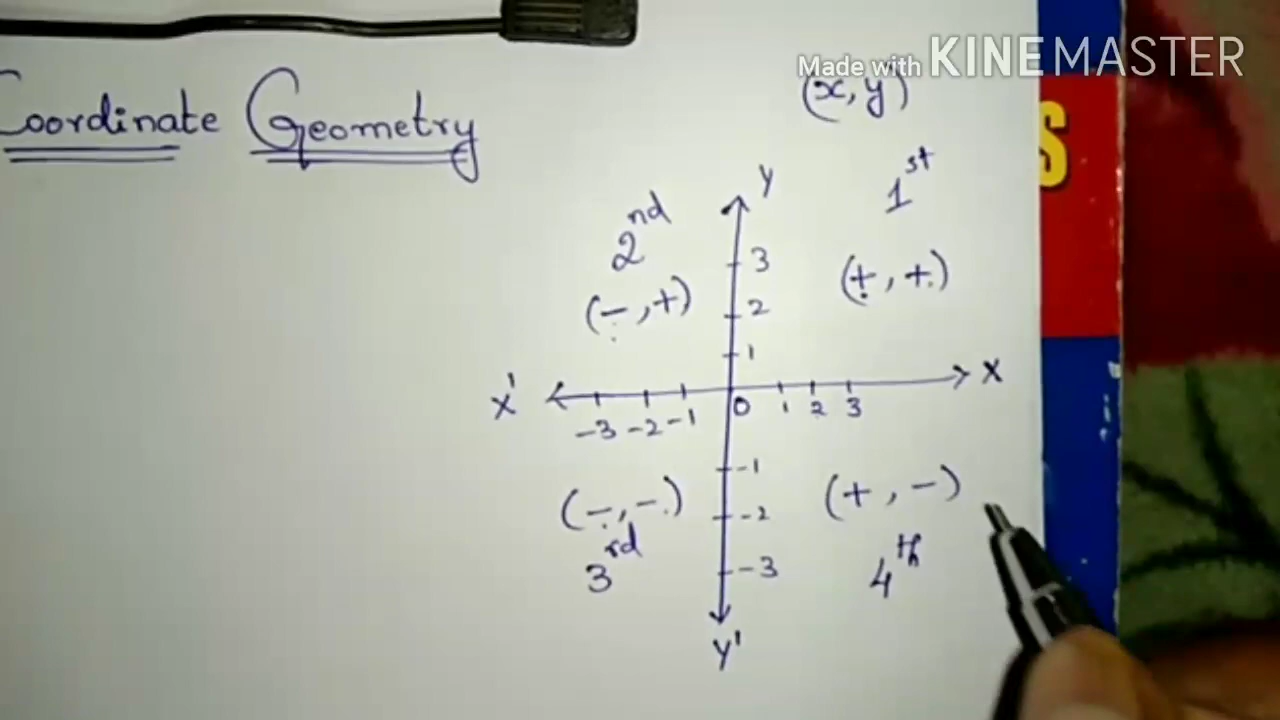 Made with KINEMASTER
Coordinate Geometry
(x, y)
S
Y
1st
2nd
3
(+, +)
(-, +)
2
1
X' X
0 1 2 3
-3 -2 -1
-1
(-, -) (+, -)
-2
3rd 4th
-3
Y'